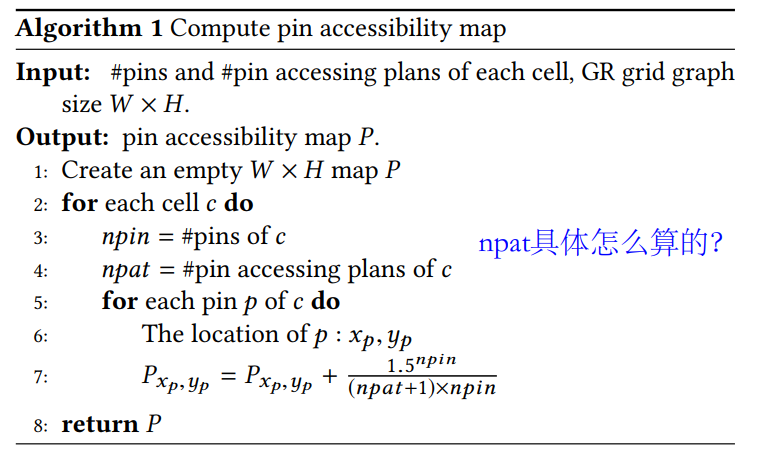 Algorithm 1 Compute pin accessibility map
Input: #pins and #pin accessing plans of each cell, GR grid graph
size W × H.
Output: pin accessibility map P.
1: Create an empty W × H map P
2: for each cell c do
3: npin = #pins of c
4: npat = #pin accessing plans of c
npat具体怎么算的?
5: for each pin p of c do
6: The location of p : x_p, y_p
7: P_{x_p,y_p} = P_{x_p,y_p} + \frac{1.5^{npin}}{(npat+1)×npin}
8: return P